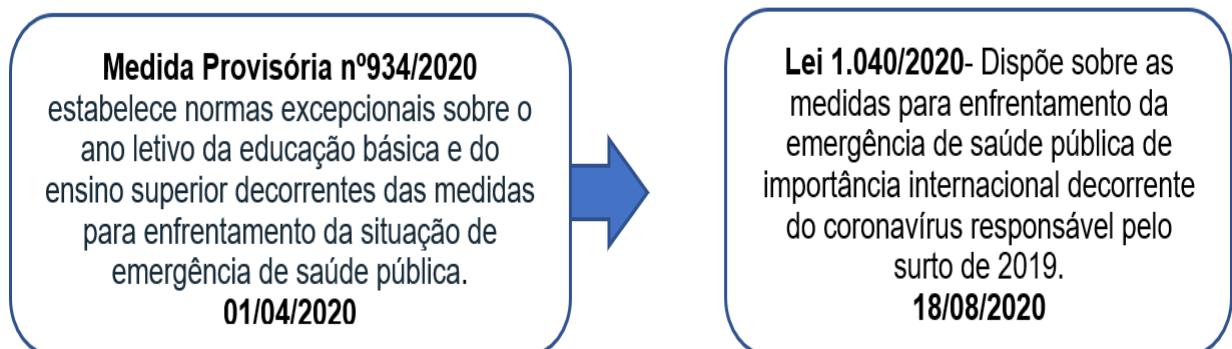 Medida Provisória nº934/2020
estabelece normas excepcionais sobre o
ano letivo da educação básica e do
ensino superior decorrentes das medidas
para enfrentamento da situação de
emergência de saúde pública.
01/04/2020
Lei 1.040/2020- Dispõe sobre as
medidas para enfrentamento da
emergência de saúde pública de
importância internacional decorrente
do coronavírus responsável pelo
surto de 2019.
18/08/2020